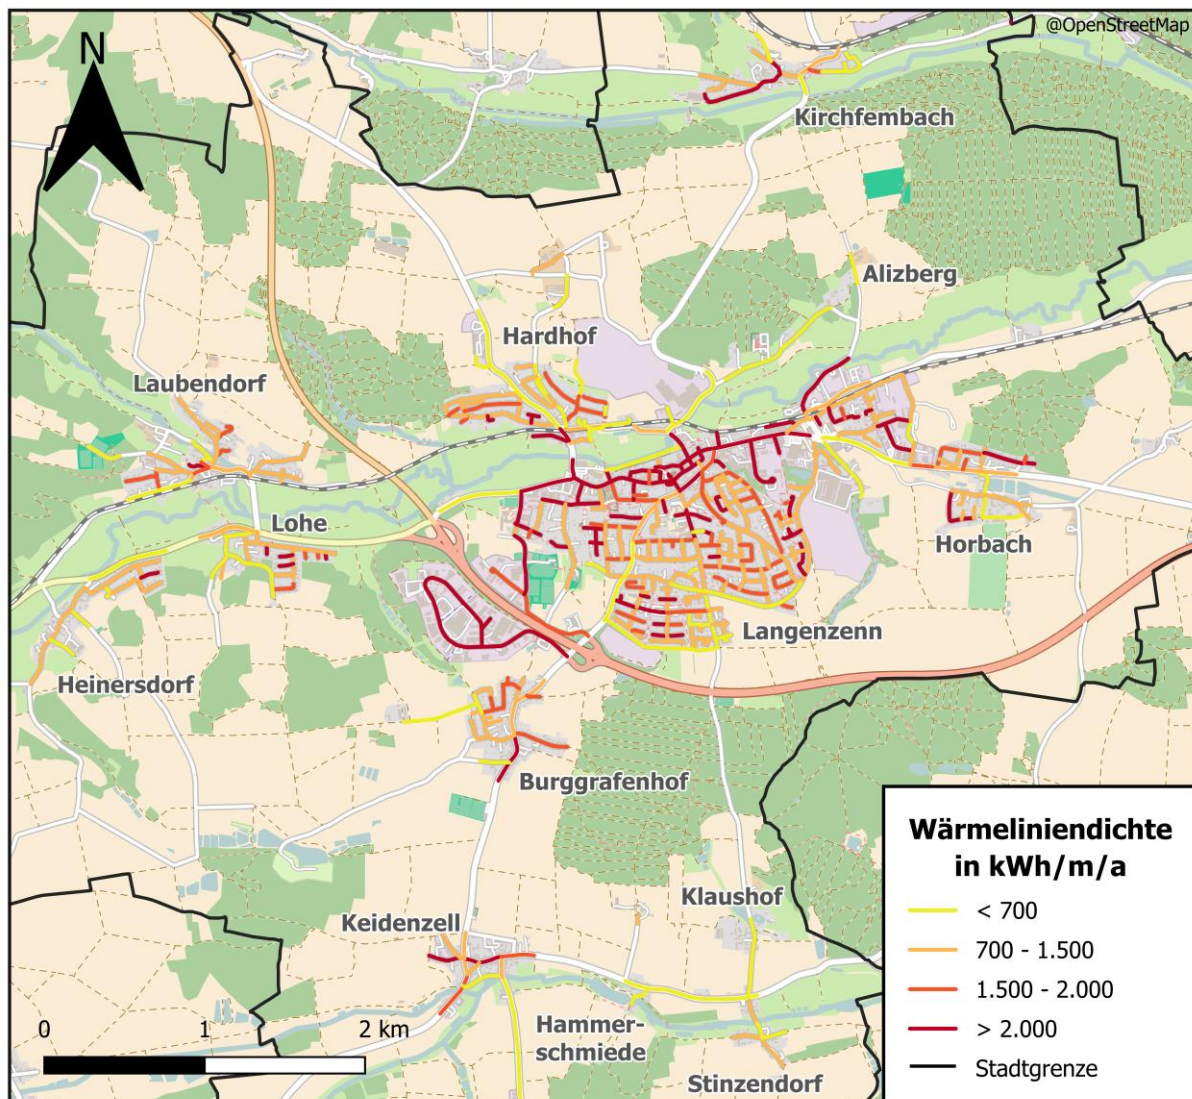 @OpenStreetMap
N
Kirchfembach
Alizberg
Hardhof
Laubendorf
Lohe
Horbach
Langenzenn
Heinersdorf
Burggrafenhof
Klaushof
Keidenzell
Hammer-
schmiede
Stinzendorf
0 1 2 km
Wärmeliniendichte
in kWh/m/a
< 700
700 - 1.500
1.500 - 2.000
> 2.000
Stadtgrenze